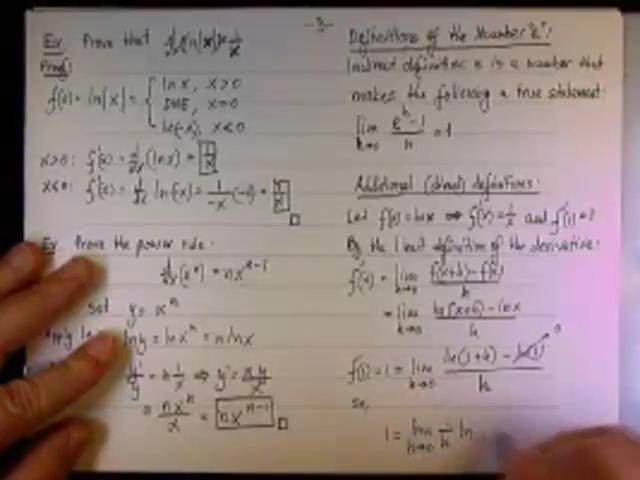 -3-
Ex Prove that d/dx ln|x| = 1/x
Proof:
f(x) = ln|x| = { ln x, x>0
DNE, x=0
ln(-x), x<0
x>0: f'(x) = d/dx (ln x) = 1/x
x<0: f'(x) = d/dx ln(-x) = 1/-x (-1) = 1/x □
Ex Prove the power rule:
d/dx [x^n] = nx^(n-1)
set y = x^n
ln y = ln x^n = n ln x
y'/y = n 1/x ⇒ y' = ny/x
= nx^n/x = nx^(n-1) □
Definitions of the Number "e":
Indirect definition e is a number that
makes the following a true statement:
lim h→0 (e^h - 1)/h = 1
Additional (direct) definitions:
Let f(x) = ln x ⇒ f'(x) = 1/x and f'(1) = 1
By the limit definition of the derivative:
f'(x) = lim h→0 (f(x+h) - f(x))/h
= lim h→0 (ln(x+h) - ln x)/h
f'(1) = 1 = lim h→0 (ln(1+h) - ln(1))/h 0
so,
1 = lim h→0 1/h ln